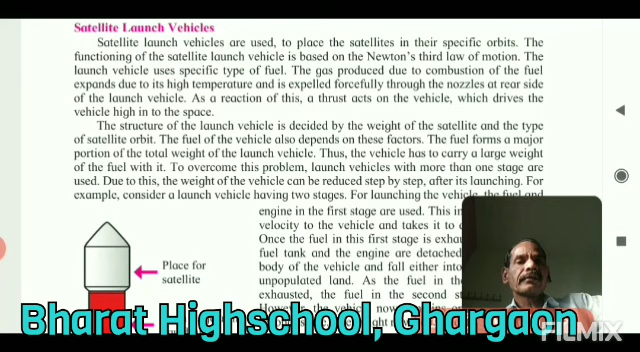 Satellite Launch Vehicles
Satellite launch vehicles are used, to place the satellites in their specific orbits. The
functioning of the satellite launch vehicle is based on the Newton's third law of motion. The
launch vehicle uses specific type of fuel. The gas produced due to combustion of the fuel
expands due to its high temperature and is expelled forcefully through the nozzles at rear side
of the launch vehicle. As a reaction of this, a thrust acts on the vehicle, which drives the
vehicle high in to the space.
The structure of the launch vehicle is decided by the weight of the satellite and the type
of satellite orbit. The fuel of the vehicle also depends on these factors. The fuel forms a major
portion of the total weight of the launch vehicle. Thus, the vehicle has to carry a large weight
of the fuel with it. To overcome this problem, launch vehicles with more than one stage are
used. Due to this, the weight of the vehicle can be reduced step by step, after its launching. For
example, consider a launch vehicle having two stages. For launching the vehicle, the fuel and
engine in the first stage are used. This
velocity to the vehicle and takes it to
Once the fuel in this first stage is
fuel tank and the engine are detached
body of the vehicle and fall either into
unpopulated land. As the fuel in the
exhausted, the fuel in the second
However, the vehicle
Place for
satellite
Bharat Highschool, Ghargaon
FILMIX